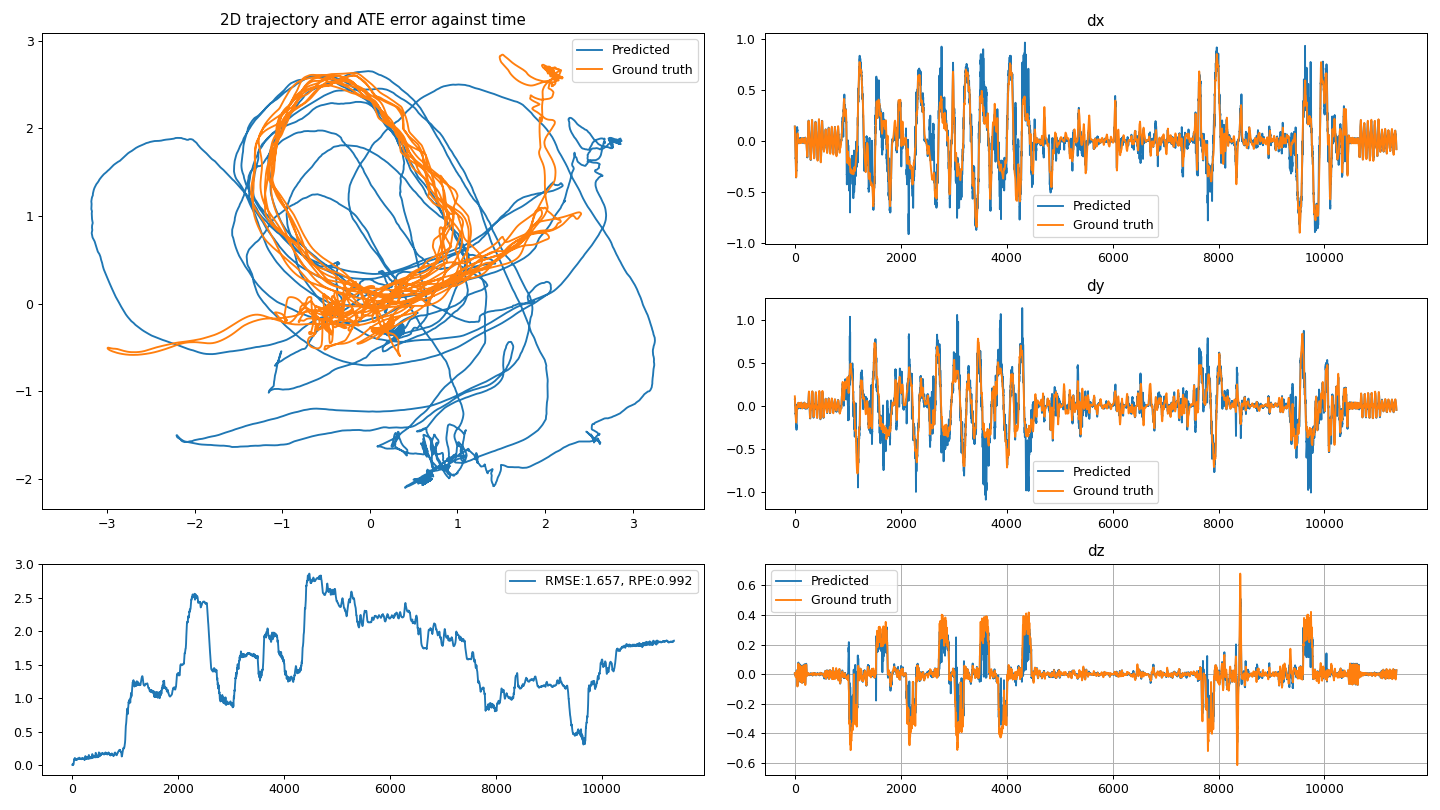 2D trajectory and ATE error against time
3
2
1
0
−1
−2
−3 −2 −1 0 1 2 3
Predicted
Ground truth
dx
1.0
0.5
0.0
−0.5
−1.0
0 2000 4000 6000 8000 10000
Predicted
Ground truth
dy
1.0
0.5
0.0
−0.5
−1.0
0 2000 4000 6000 8000 10000
Predicted
Ground truth
3.0
2.5
2.0
1.5
1.0
0.5
0.0
0 2000 4000 6000 8000 10000
RMSE:1.657, RPE:0.992
dz
0.6
0.4
0.2
0.0
−0.2
−0.4
−0.6
0 2000 4000 6000 8000 10000
Predicted
Ground truth